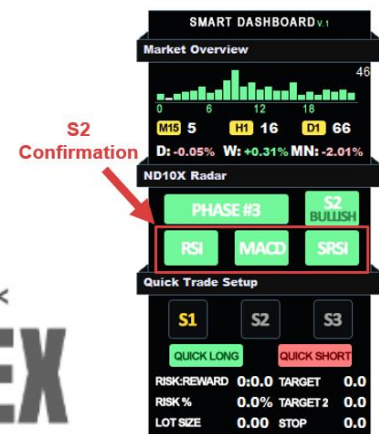 SMART DASHBOARD V.1
Market Overview
46
0 6 12 18
M15 5 H1 16 D1 66
D: -0.05% W: +0.31% MN: -2.01%
S2
Confirmation
ND10X Radar
PHASE #3
S2
BULLISH
RSI MACD SRSI
Quick Trade Setup
S1 S2 S3
QUICK LONG QUICK SHORT
RISK:REWARD 0:0.0 TARGET 0.0
RISK % 0.0% TARGET 2 0.0
LOT SIZE 0.00 STOP 0.0
EX